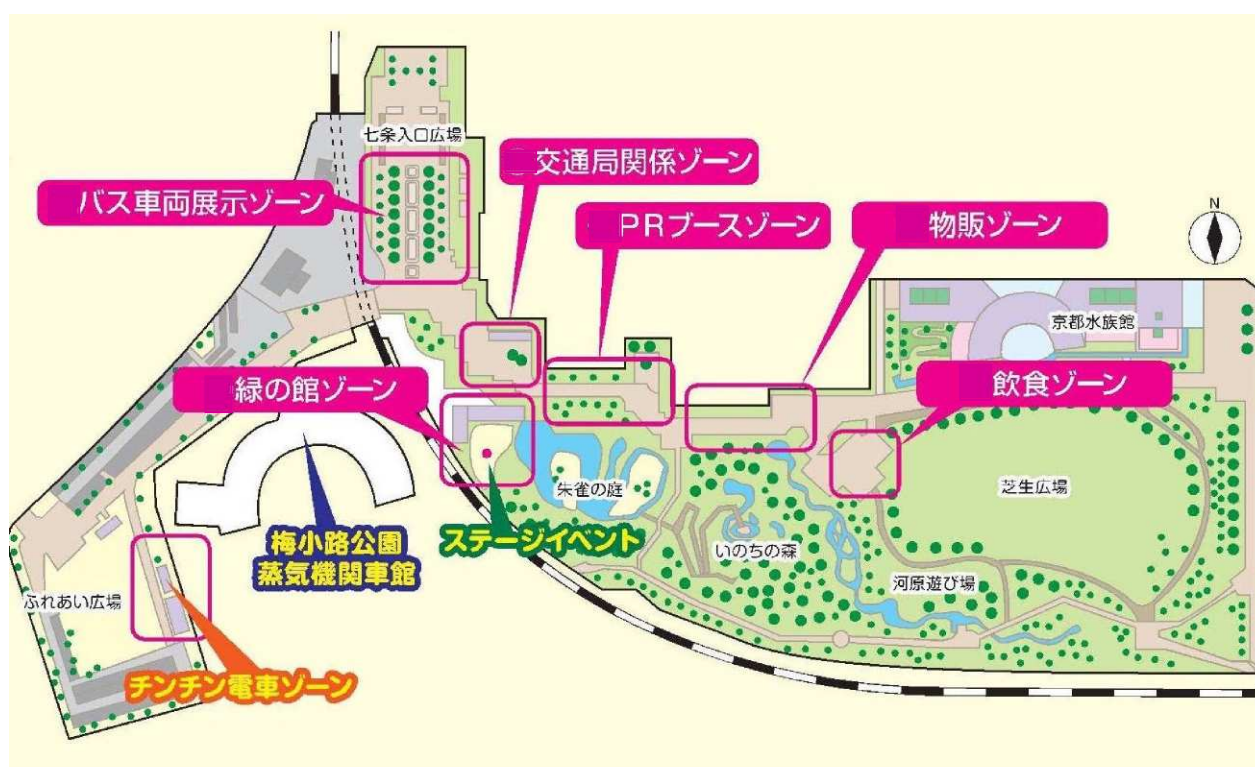 七条入口広場
交通局関係ゾーン
バス車両展示ゾーン
PRブースゾーン
物販ゾーン
N
京都水族館
緑の館ゾーン
飲食ゾーン
朱雀の庭
芝生広場
梅小路公園
蒸気機関車館
ステージイベント
いのちの森
河原遊び場
ふれあい広場
チンチン電車ゾーン